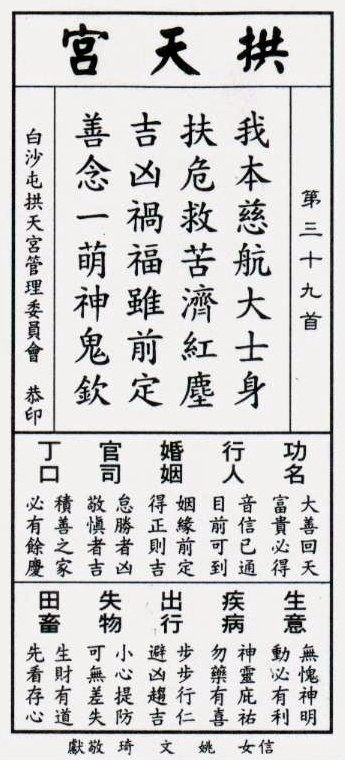 拱天宮
第三十九首
我本慈航大士身
扶危救苦濟紅塵
吉凶禍福雖前定
善念一萌神鬼欽
白沙屯拱天宮管理委員會 恭印
功名
大善回天
富貴必得
行人
音信已通
目前可到
婚姻
姻緣前定
得正則吉
官司
怠勝者凶
敬慎者吉
丁口
積善之家
必有餘慶
生意
無愧神明
動必有利
疾病
神靈庇祐
勿藥有喜
出行
步步行仁
避凶趨吉
失物
小心提防
可無差失
田畜
生財有道
先看存心
信女 姚文琦 敬獻